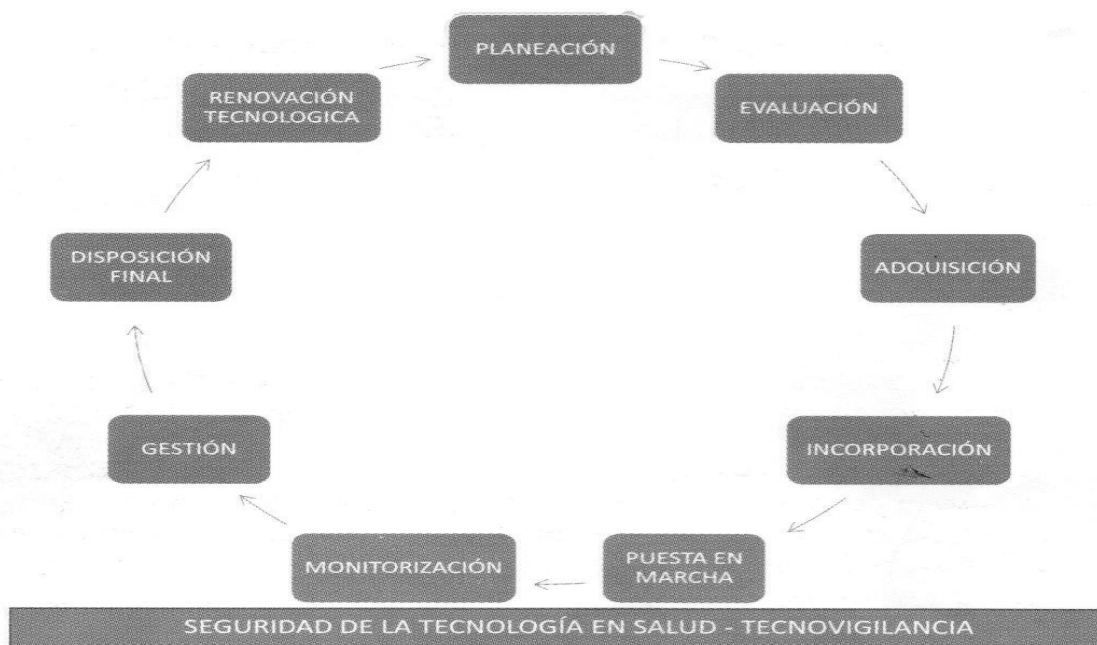 PLANEACIÓN
EVALUACIÓN
ADQUISICIÓN
INCORPORACIÓN
PUESTA EN
MARCHA
MONITORIZACIÓN
GESTIÓN
DISPOSICIÓN
FINAL
RENOVACIÓN
TECNOLOGICA
SEGURIDAD DE LA TECNOLOGÍA EN SALUD - TECNOVIGILANCIA